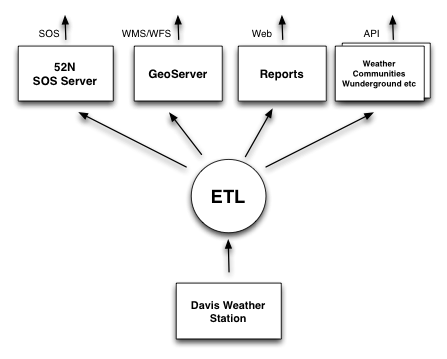 SOS
WMS/WFS
Web
API
52N
SOS Server
GeoServer
Reports
Weather
Communities
Wunderground etc
ETL
Davis Weather
Station